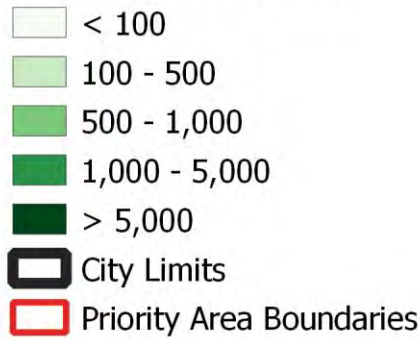 < 100
100 - 500
500 - 1,000
1,000 - 5,000
> 5,000
City Limits
Priority Area Boundaries